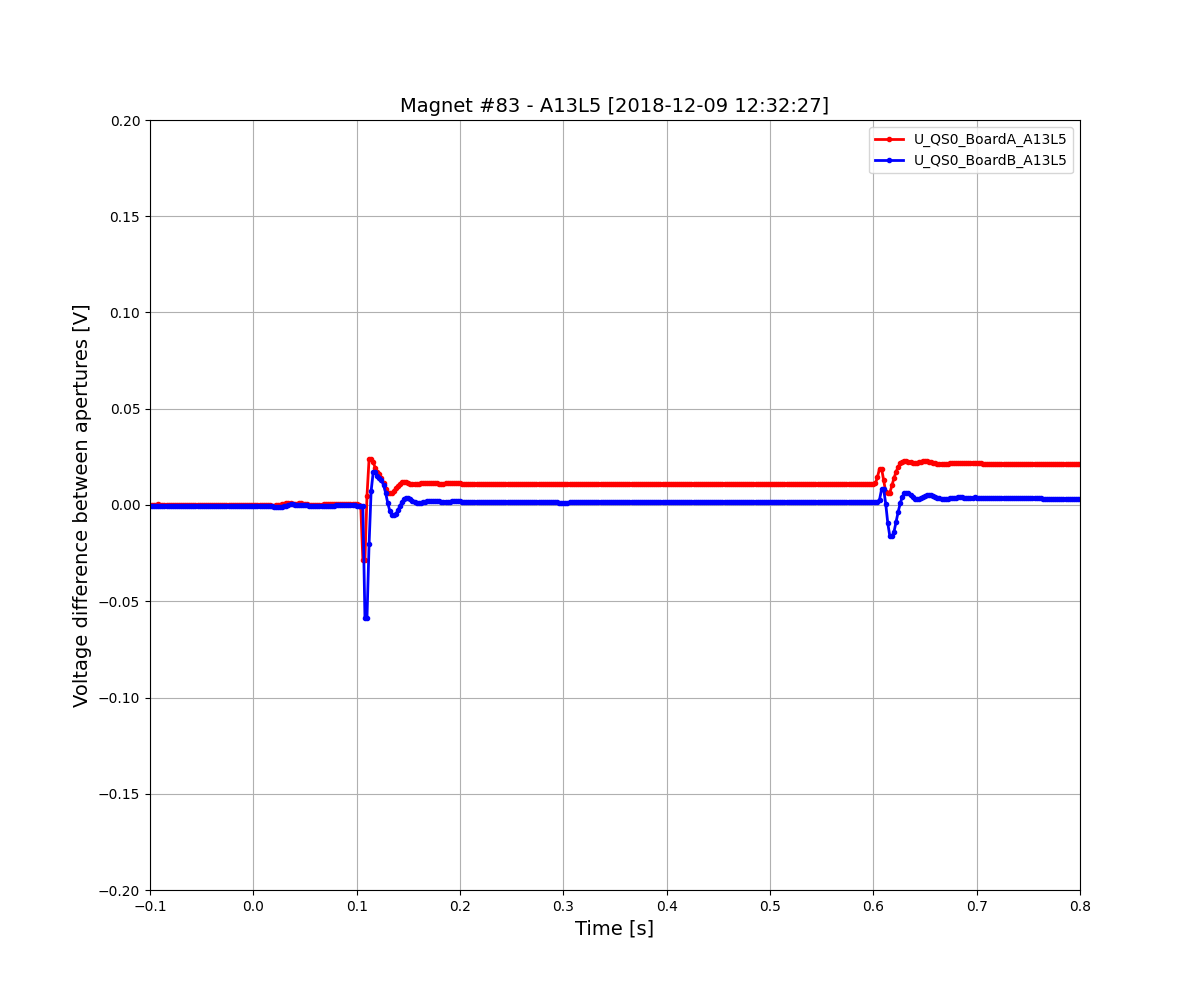 Magnet #83 - A13L5 [2018-12-09 12:32:27]
U_QS0_BoardA_A13L5
U_QS0_BoardB_A13L5
Voltage difference between apertures [V]
0.20
0.15
0.10
0.05
0.00
−0.05
−0.10
−0.15
−0.20
−0.1 0.0 0.1 0.2 0.3 0.4 0.5 0.6 0.7 0.8
Time [s]